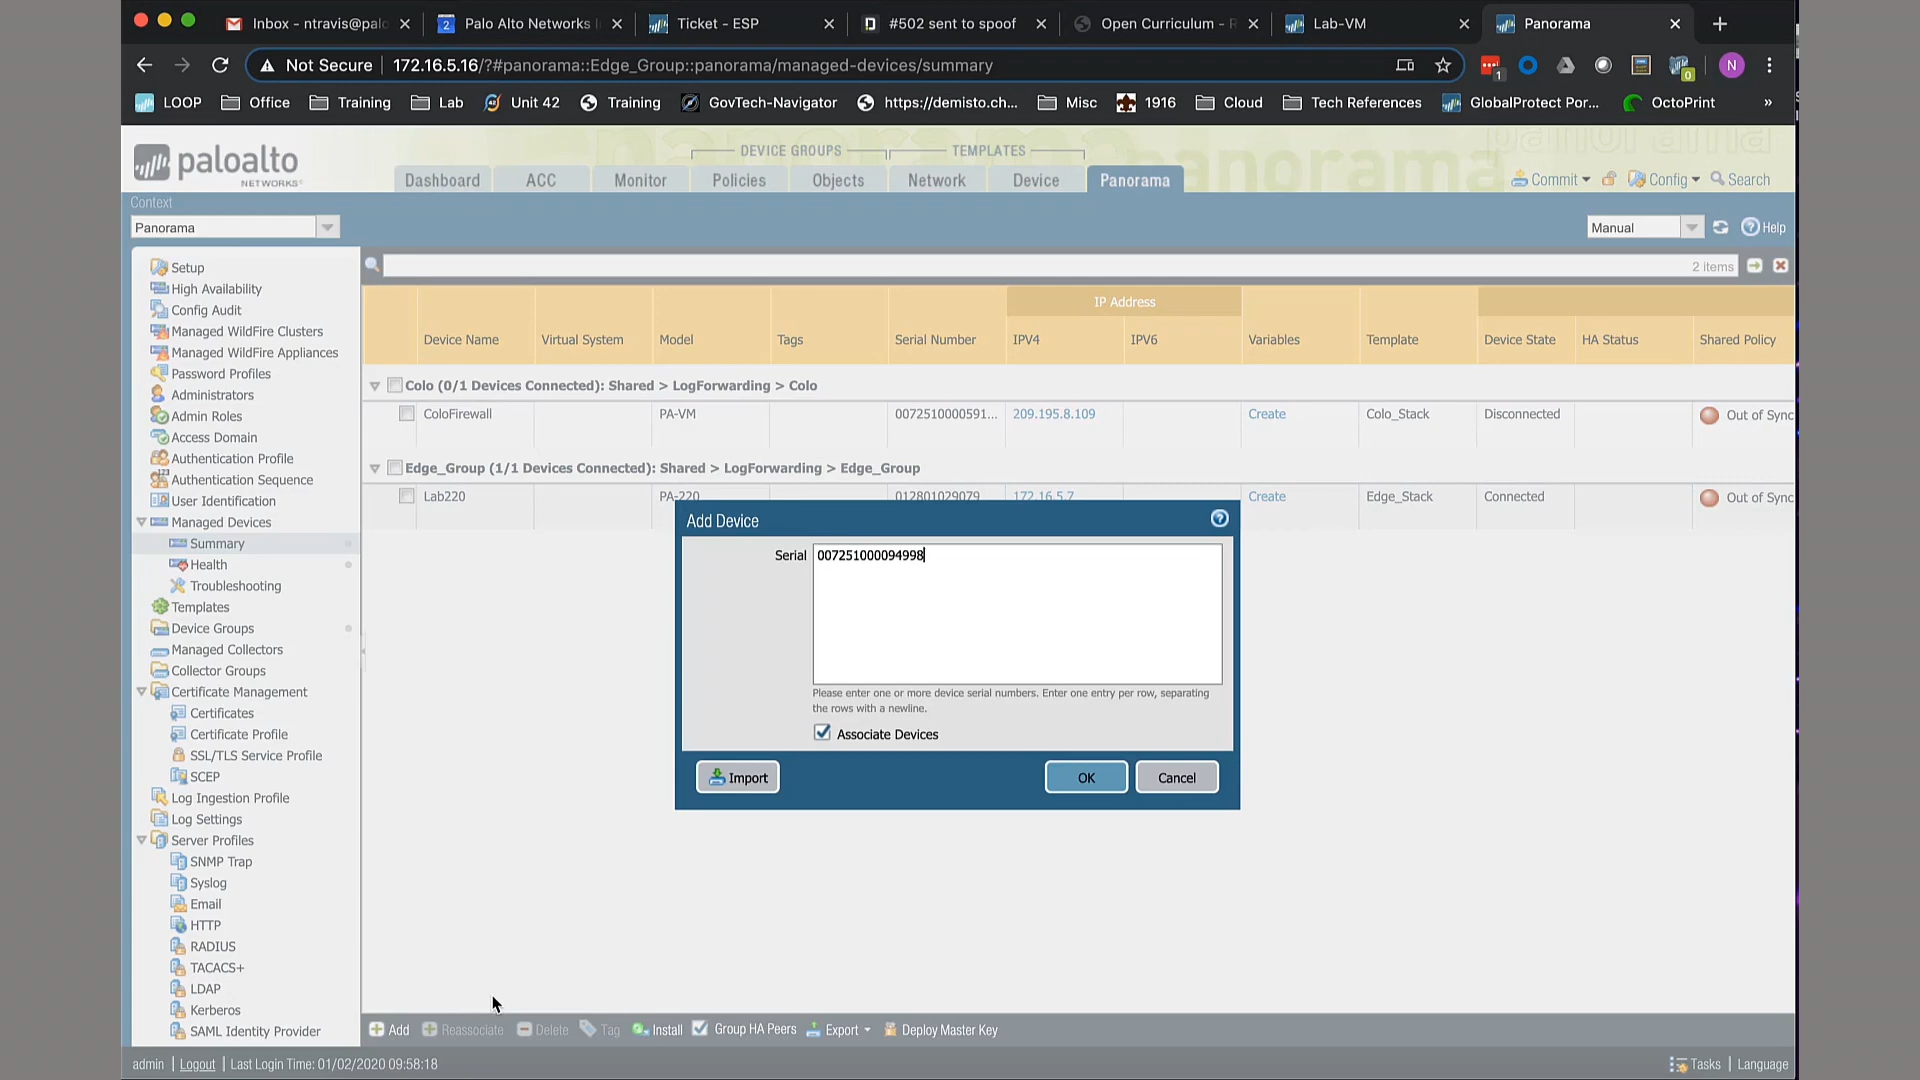 Inbox - ntravis@palo
2
Palo Alto Networks I
Ticket - ESP
#502 sent to spoof
Open Curriculum - R
Lab-VM
Panorama
Not Secure
172.16.5.16/?#panorama::Edge_Group::panorama/managed-devices/summary
1
0
N
LOOP
Office
Training
Lab
Unit 42
Training
GovTech-Navigator
https://demisto.ch...
Misc
1916
Cloud
Tech References
GlobalProtect Por...
OctoPrint
»
paloalto
NETWORKS
panorama
DEVICE GROUPS
TEMPLATES
Dashboard
ACC
Monitor
Policies
Objects
Network
Device
Panorama
Commit
Config
Search
Context
Panorama
Manual
Help
Setup
High Availability
Config Audit
Managed WildFire Clusters
Managed WildFire Appliances
Password Profiles
Administrators
Admin Roles
Access Domain
Authentication Profile
Authentication Sequence
User Identification
Managed Devices
Summary
Health
Troubleshooting
Templates
Device Groups
Managed Collectors
Collector Groups
Certificate Management
Certificates
Certificate Profile
SSL/TLS Service Profile
SCEP
Log Ingestion Profile
Log Settings
Server Profiles
SNMP Trap
Syslog
Email
HTTP
RADIUS
TACACS+
LDAP
Kerberos
SAML Identity Provider
2 items
IP Address
Device Name
Virtual System
Model
Tags
Serial Number
IPV4
IPV6
Variables
Template
Device State
HA Status
Shared Policy
Colo (0/1 Devices Connected): Shared > LogForwarding > Colo
ColoFirewall
PA-VM
0072510000591...
209.195.8.109
Create
Colo_Stack
Disconnected
Out of Sync
Edge_Group (1/1 Devices Connected): Shared > LogForwarding > Edge_Group
Lab220
PA-220
012801029079
172.16.5.7
Create
Edge_Stack
Connected
Out of Sync
Add Device
Serial
007251000094998
Please enter one or more device serial numbers. Enter one entry per row, separating
the rows with a newline.
Associate Devices
Import
OK
Cancel
Add
Reassociate
Delete
Tag
Install
Group HA Peers
Export
Deploy Master Key
admin | Logout | Last Login Time: 01/02/2020 09:58:18
Tasks | Language